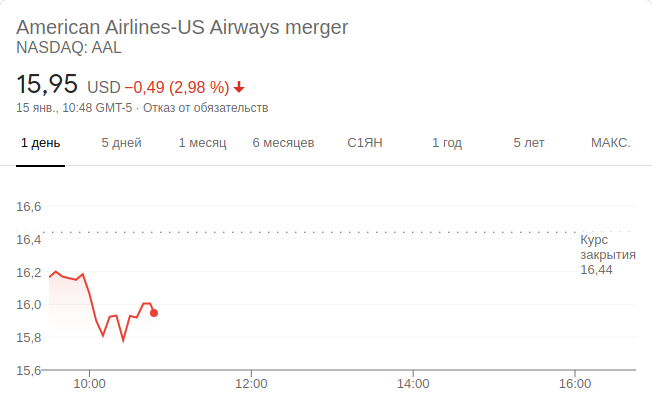 American Airlines-US Airways merger
NASDAQ: AAL
15,95 USD −0,49 (2,98 %)
15 янв., 10:48 GMT-5 · Отказ от обязательств
1 день 5 дней 1 месяц 6 месяцев С1ЯН 1 год 5 лет МАКС.
16,6
16,4
16,2
16,0
15,8
15,6
Курс
закрытия
16,44
10:00 12:00 14:00 16:00